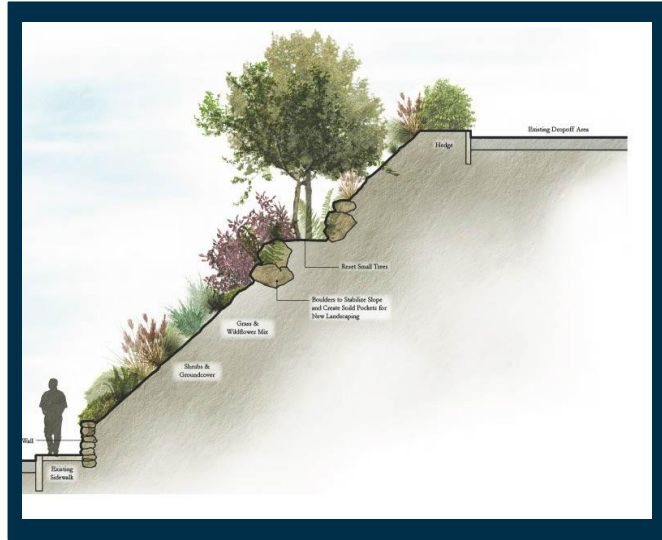 Existing Dropoff Area
Hedge
Reset Small Trees
Boulders to Stabilize Slope
and Create Soild Pockets for
New Landscaping
Grass &
Wildflower Mix
Shrubs &
Groundcover
Wall
Existing
Sidewalk